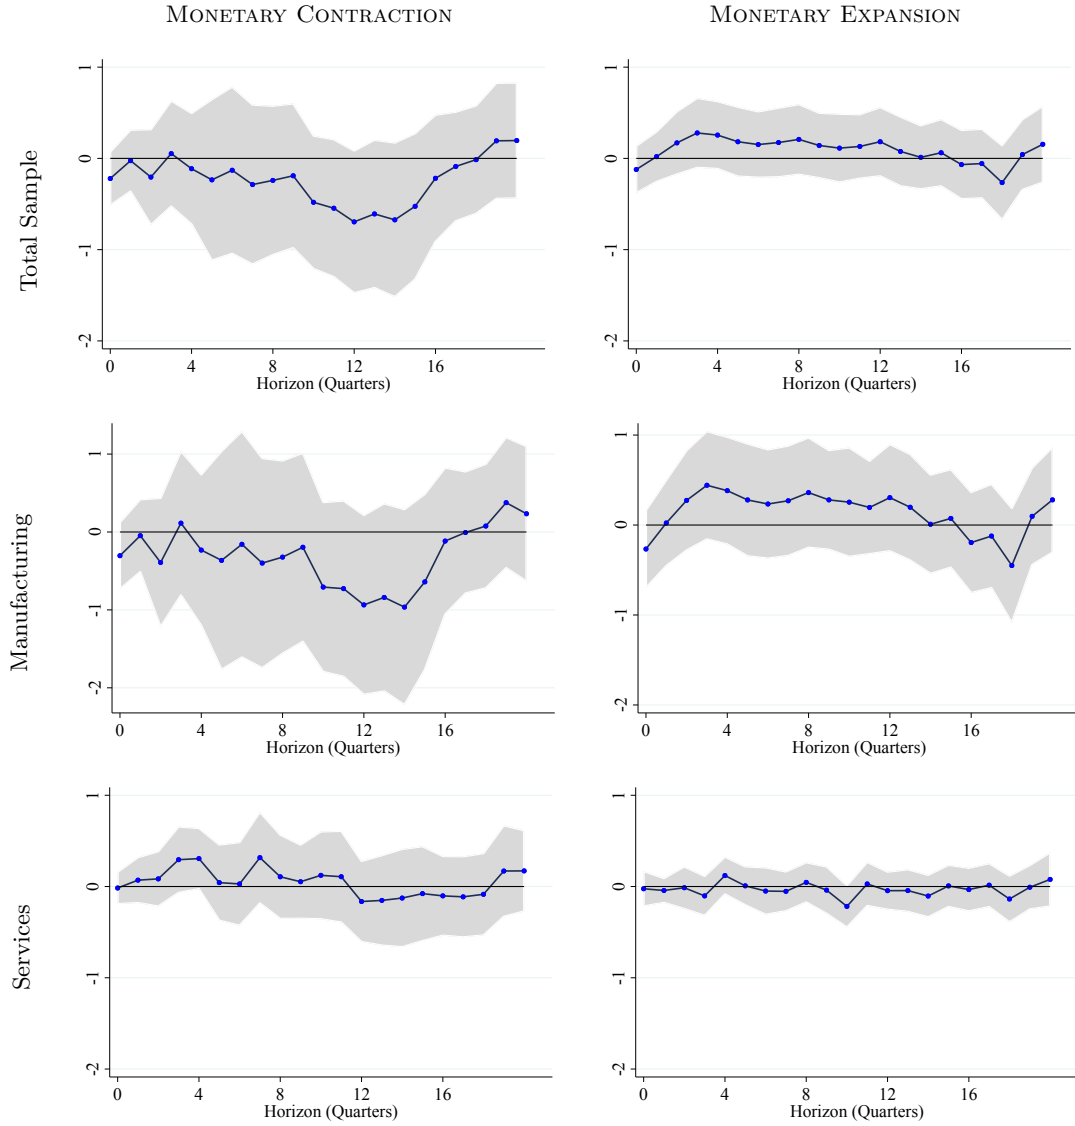 MONETARY CONTRACTION
MONETARY EXPANSION
Total Sample
1
0
-1
-2
0 4 8 12 16
Horizon (Quarters)
1
0
-1
-2
0 4 8 12 16
Horizon (Quarters)
Manufacturing
1
0
-1
-2
0 4 8 12 16
Horizon (Quarters)
1
0
-1
-2
0 4 8 12 16
Horizon (Quarters)
Services
1
0
-1
-2
0 4 8 12 16
Horizon (Quarters)
1
0
-1
-2
0 4 8 12 16
Horizon (Quarters)